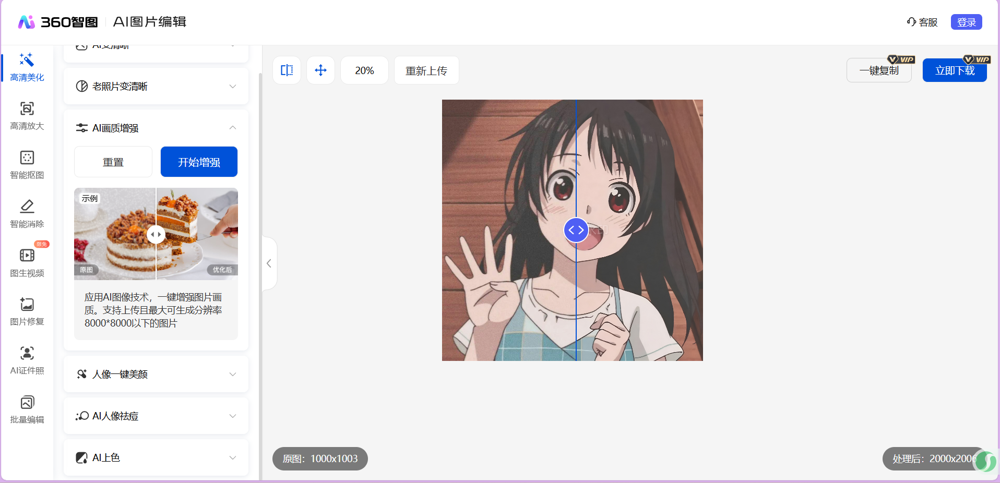 360智图
AI图片编辑
客服
登录
高清美化
高清放大
智能抠图
智能消除
限免
图生视频
图片修复
AI证件照
批量编辑
AI变清晰
老照片变清晰
AI画质增强
重置
开始增强
示例
原图
优化后
应用AI图像技术，一键增强图片画
质。支持上传且最大可生成分辨率
8000*8000以下的图片
人像一键美颜
AI人像祛痘
AI上色
20%
重新上传
VIP
一键复制
VIP
立即下载
原图：1000x1003
处理后：2000x2006